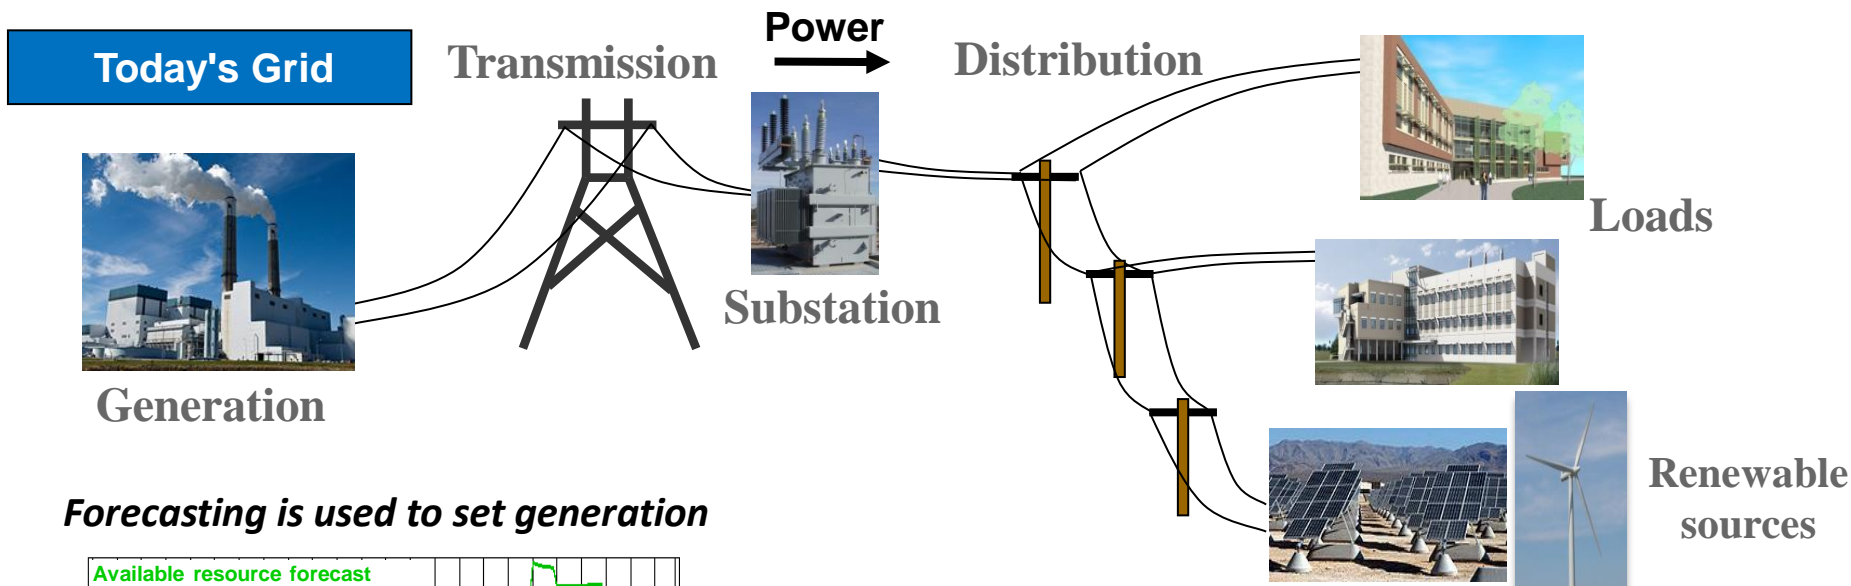 Today's Grid
Transmission
Power
Distribution
Loads
Substation
Generation
Renewable
sources
Forecasting is used to set generation
Available resource forecast